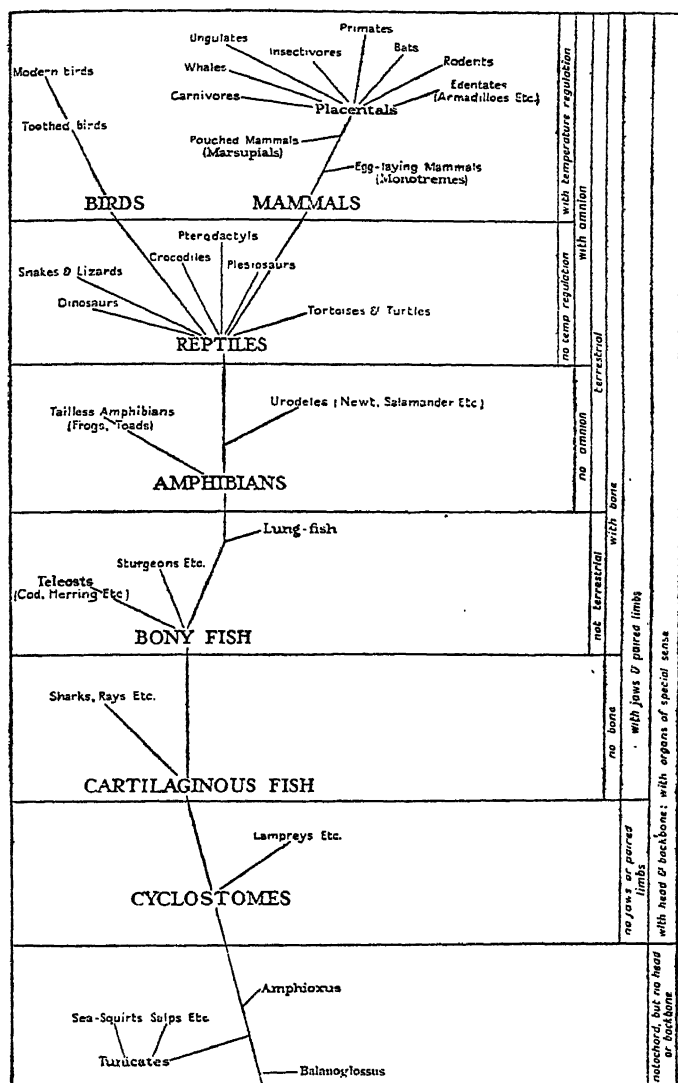 Primates
Ungulates
Insectivores
Bats
Rodents
Whales
Modern birds
Carnivores
Placentals
Edentates
(Armadilloes Etc.)
Toothed birds
Pouched Mammals
(Marsupials)
Egg-laying Mammals
(Monotremes)
BIRDS
MAMMALS
with temperature regulation
with amnion
Pterodactyls
Crocodiles
Plesiosaurs
Snakes & Lizards
Dinosaurs
Tortoises & Turtles
REPTILES
no temp regulation
terrestrial
Tailless Amphibians
(Frogs, Toads)
Urodeles (Newt, Salamander Etc)
AMPHIBIANS
no amnion
with bone
Lung-fish
Sturgeons Etc.
Teleosts
(Cod, Herring Etc)
BONY FISH
not terrestrial
with jaws & paired limbs
Sharks, Rays Etc.
CARTILAGINOUS FISH
no bone
with head & backbone: with organs of special sense
Lampreys Etc.
CYCLOSTOMES
no jaws or paired
limbs
Amphioxus
Sea-Squirts Salps Etc
Tunicates
Balanoglossus
notochord, but no head
or backbone